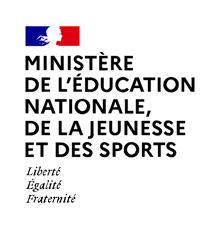 MINISTÈRE
DE L'ÉDUCATION
NATIONALE,
DE LA JEUNESSE
ET DES SPORTS
Liberté
Égalité
Fraternité